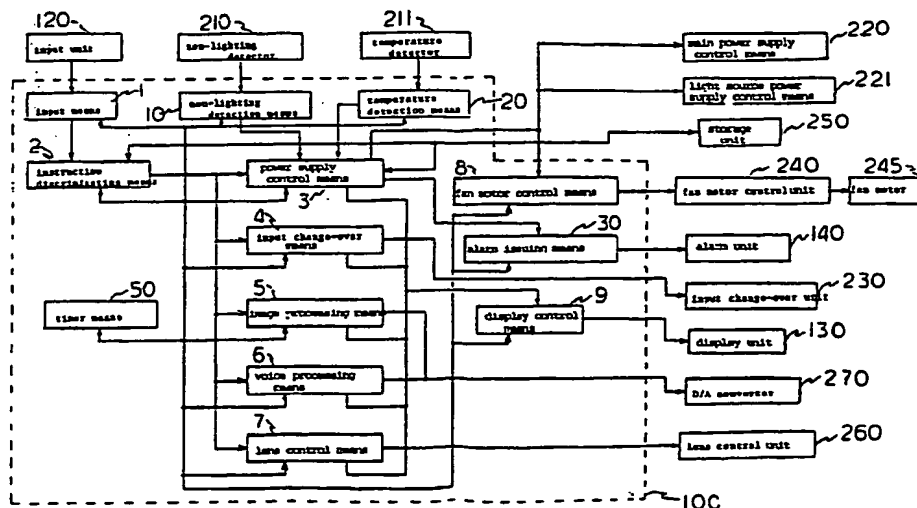 120
210
211
input unit
non-lighting
detector
temperature
detector
main power supply
control means
220
1
input means
10
non-lighting
detection means
temperature
detection means
20
light source power
supply control means
221
storage
unit
250
2
instruction discriminating means
power supply
control means
3
8
fan motor control means
240
fan motor control unit
245
fan motor
4
input change-over
means
30
alarm issuing means
alarm unit
140
50
timer means
5
image processing means
9
display control
means
input change-over unit
230
display unit
130
6
voice processing
means
D/A converter
270
7
lens control means
Lens control unit
260
10C